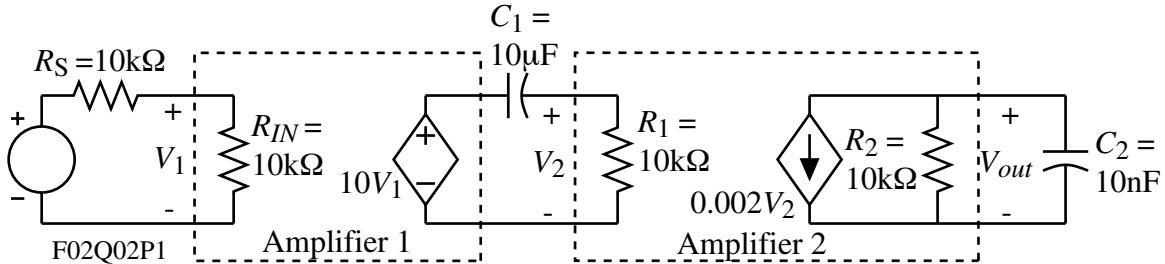 C1 =
10μF
RS =10kΩ
+
+
V1
-
−
RIN =
10kΩ
+
−
10V1
+
V2
-
R1 =
10kΩ
R2 =
10kΩ
0.002V2
+
Vout
-
C2 =
10nF
F02Q02P1
Amplifier 1
Amplifier 2